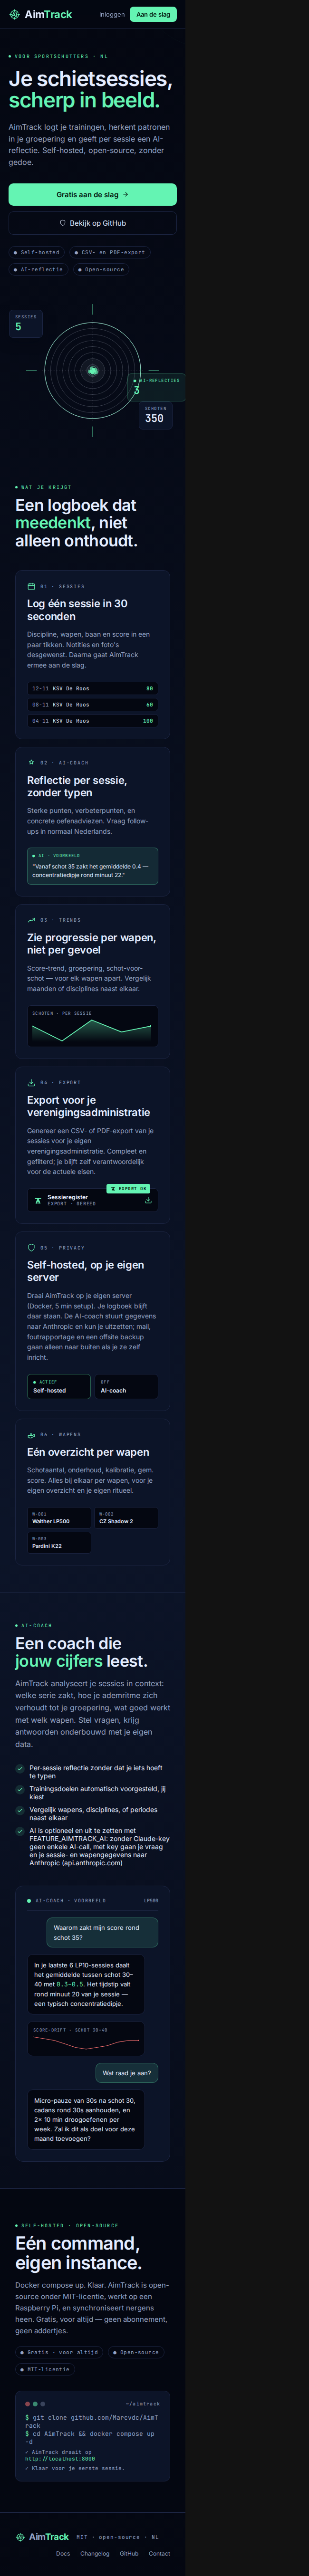 AimTrack
Inloggen
Aan de slag
VOOR SPORTSCHUTTERS · NL
Je schietsessies,
scherp in beeld.
AimTrack logt je trainingen, herkent patronen
in je groepering en geeft per sessie een AI-
reflectie. Self-hosted, open-source, zonder
gedoe.
Gratis aan de slag →
Bekijk op GitHub
Self-hosted
CSV- en PDF-export
AI-reflectie
Open-source
SESSIES
5
AI-REFLECTIES
3
SCHOTEN
350
WAT JE KRIJGT
Een logboek dat
meedenkt, niet
alleen onthoudt.
01 · SESSIES
Log één sessie in 30
seconden
Discipline, wapen, baan en score in een
paar tikken. Notities en foto's
desgewenst. Daarna gaat AimTrack
ermee aan de slag.
12-11 KSV De Roos 80
08-11 KSV De Roos 60
04-11 KSV De Roos 100
02 · AI-COACH
Reflectie per sessie,
zonder typen
Sterke punten, verbeterpunten, en
concrete oefenadviezen. Vraag follow-
ups in normaal Nederlands.
AI · VOORBEELD
"Vanaf schot 35 zakt het gemiddelde 0.4 —
concentratiedipje rond minuut 22."
03 · TRENDS
Zie progressie per wapen,
niet per gevoel
Score-trend, groepering, schot-voor-
schot — voor elk wapen apart. Vergelijk
maanden of disciplines naast elkaar.
SCHOTEN · PER SESSIE
04 · EXPORT
Export voor je
verenigingsadministratie
Genereer een CSV- of PDF-export van je
sessies voor je eigen
verenigingsadministratie. Compleet en
gefilterd; je blijft zelf verantwoordelijk
voor de actuele eisen.
EXPORT OK
Sessieregister
EXPORT · GEREED
05 · PRIVACY
Self-hosted, op je eigen
server
Draai AimTrack op je eigen server
(Docker, 5 min setup). Je logboek blijft
daar staan. De AI-coach stuurt gegevens
naar Anthropic en kun je uitzetten; mail,
foutrapportage en een offsite backup
gaan alleen naar buiten als je ze zelf
inricht.
ACTIEF
Self-hosted
OFF
AI-coach
06 · WAPENS
Eén overzicht per wapen
Schotaantal, onderhoud, kalibratie, gem.
score. Alles bij elkaar per wapen, voor je
eigen overzicht en je eigen ritueel.
W-001
Walther LP500
W-002
CZ Shadow 2
W-003
Pardini K22
AI-COACH
Een coach die
jouw cijfers leest.
AimTrack analyseert je sessies in context:
welke serie zakt, hoe je ademritme zich
verhoudt tot je groepering, wat goed werkt
met welk wapen. Stel vragen, krijg
antwoorden onderbouwd met je eigen
data.
Per-sessie reflectie zonder dat je iets hoeft
te typen
Trainingsdoelen automatisch voorgesteld, jij
kiest
Vergelijk wapens, disciplines, of periodes
naast elkaar
AI is optioneel en uit te zetten met
FEATURE_AIMTRACK_AI: zonder Claude-key
geen enkele AI-call, met key gaan je vraag
en je sessie- en wapengegevens naar
Anthropic (api.anthropic.com)
AI-COACH · VOORBEELD
LP500
Waarom zakt mijn score rond
schot 35?
In je laatste 6 LP10-sessies daalt
het gemiddelde tussen schot 30–
40 met 0.3–0.5. Het tijdstip valt
rond minuut 20 van je sessie —
een typisch concentratiedipje.
SCORE-DRIFT · SCHOT 30-40
Wat raad je aan?
Micro-pauze van 30s na schot 30,
cadans rond 30s aanhouden, en
2× 10 min droogoefenen per
week. Zal ik dit als doel voor deze
maand toevoegen?
SELF-HOSTED · OPEN-SOURCE
Eén command,
eigen instance.
Docker compose up. Klaar. AimTrack is open-
source onder MIT-licentie, werkt op een
Raspberry Pi, en synchroniseert nergens
heen. Gratis, voor altijd — geen abonnement,
geen addertjes.
Gratis · voor altijd
Open-source
MIT-licentie
~/aimtrack
$ git clone github.com/Marcvdc/AimT
rack
$ cd AimTrack && docker compose up
-d
✓ AimTrack draait op
http://localhost:8080
✓ Klaar voor je eerste sessie.
AimTrack
MIT · open-source · NL
Docs
Changelog
GitHub
Contact